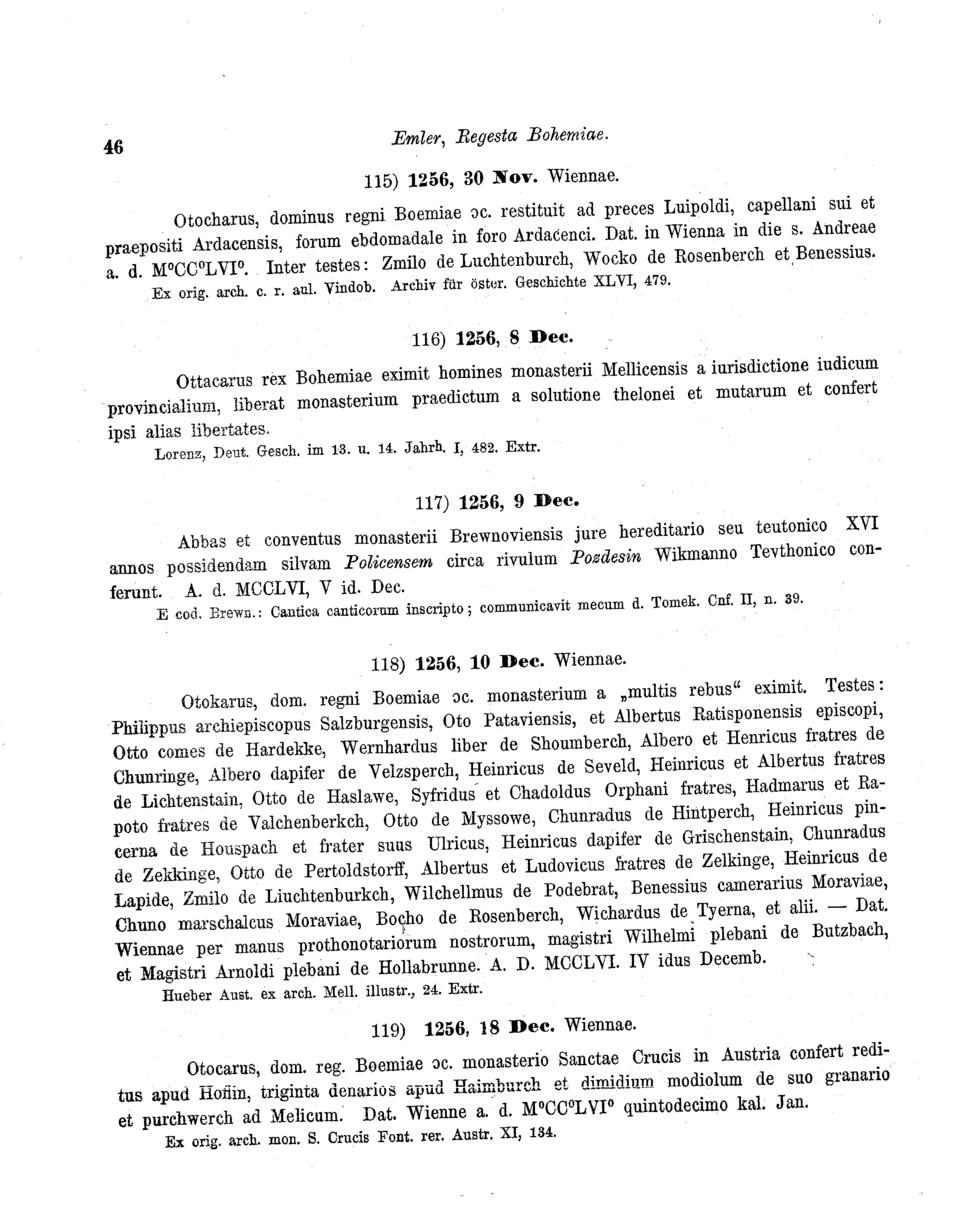 46
Emler, Regesta Bohemiae.
115) 1256, 30 Nov. Wiennae.
Otocharus, dominus regni Boemiae ɔc. restituit ad preces Luipoldi, capellani sui et
praepositi Ardacensis, forum ebdomadale in foro Ardacenci. Dat. in Wienna in die s. Andreae
a. d. M⁰CC⁰LVI⁰. Inter testes: Zmilo de Luchtenburch, Wocko de Rosenberch et Benessius.
Ex orig. arch. c. r. aul. Vindob. Archiv für öster. Geschichte XLVI, 479.
116) 1256, 8 Dec.
Ottacarus rex Bohemiae eximit homines monasterii Mellicensis a iurisdictione iudicum
provincialium, liberat monasterium praedictum a solutione thelonei et mutarum et confert
ipsi alias libertates.
Lorenz, Deut. Gesch. im 13. u. 14. Jahrh. I, 482. Extr.
117) 1256, 9 Dec.
Abbas et conventus monasterii Brewnoviensis jure hereditario seu teutonico XVI
annos possidendam silvam Policensem circa rivulum Pozdesin Wikmanno Tevthonico con-
ferunt. A. d. MCCLVI, V id. Dec.
E cod. Brewn.: Cantica canticorum inscripto; communicavit mecum d. Tomek. Cnf. II, n. 39.
118) 1256, 10 Dec. Wiennae.
Otokarus, dom. regni Boemiae ɔc. monasterium a „multis rebus“ eximit. Testes:
Philippus archiepiscopus Salzburgensis, Oto Pataviensis, et Albertus Ratisponensis episcopi,
Otto comes de Hardekke, Wernhardus liber de Shoumberch, Albero et Henricus fratres de
Chunringe, Albero dapifer de Velzsperch, Heinricus de Seveld, Heinricus et Albertus fratres
de Lichtenstain, Otto de Haslawe, Syfridus et Chadoldus Orphani fratres, Hadmarus et Ra-
poto fratres de Valchenberkch, Otto de Myssowe, Chunradus de Hintperch, Heinricus pin-
cerna de Houspach et frater suus Ulricus, Heinricus dapifer de Grischenstain, Chunradus
de Zekkinge, Otto de Pertoldstorff, Albertus et Ludovicus fratres de Zelkinge, Heinricus de
Lapide, Zmilo de Liuchtenburkch, Wilchellmus de Podebrat, Benessius camerarius Moraviae,
Chuno marschalcus Moraviae, Boçho de Rosenberch, Wichardus de Tyerna, et alii. — Dat.
Wiennae per manus prothonotariorum nostrorum, magistri Wilhelmi plebani de Butzbach,
et Magistri Arnoldi plebani de Hollabrunne. A. D. MCCLVI. IV idus Decemb.
Hueber Aust. ex arch. Mell. illustr., 24. Extr.
119) 1256, 18 Dec. Wiennae.
Otocarus, dom. reg. Boemiae ɔc. monasterio Sanctae Crucis in Austria confert redi-
tus apud Hoflin, triginta denarios apud Haimburch et dimidium modiolum de suo granario
et purchwerch ad Melicum. Dat. Wienne a. d. M⁰CC⁰LVI⁰ quintodecimo kal. Jan.
Ex orig. arch. mon. S. Crucis Font. rer. Austr. XI, 134.